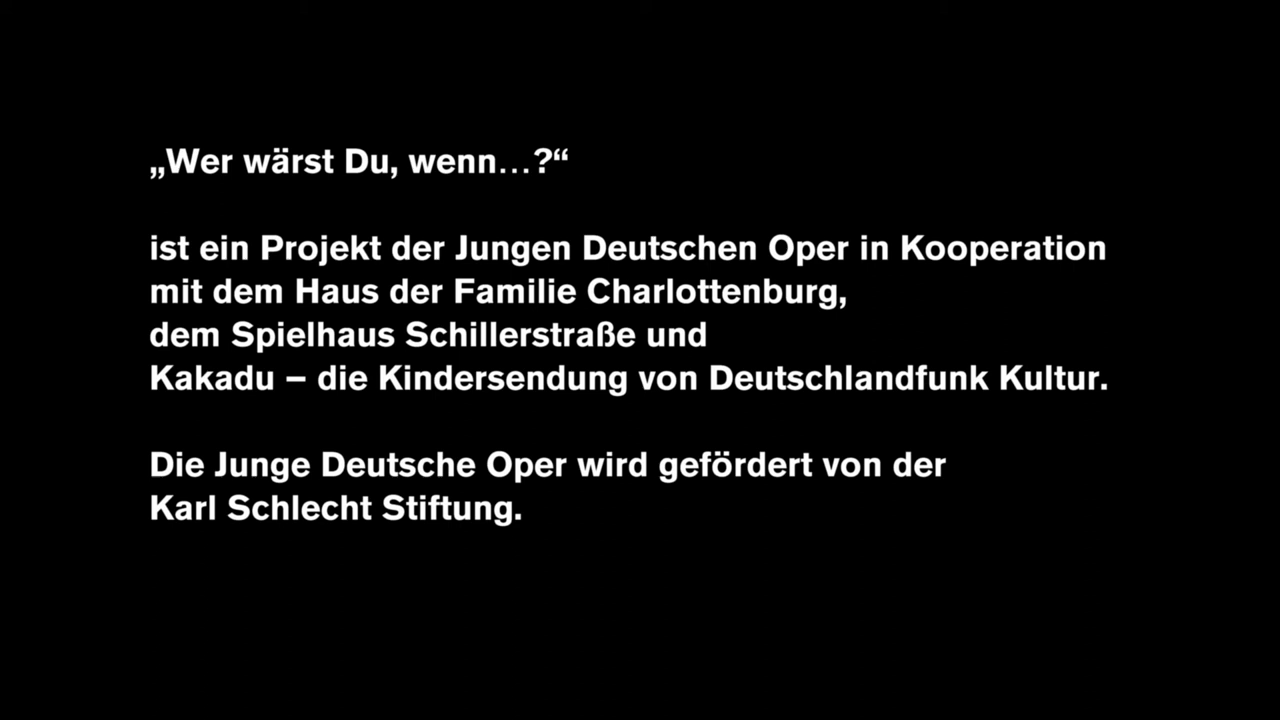 „Wer wärst Du, wenn…?“
ist ein Projekt der Jungen Deutschen Oper in Kooperation
mit dem Haus der Familie Charlottenburg,
dem Spielhaus Schillerstraße und
Kakadu – die Kindersendung von Deutschlandfunk Kultur.
Die Junge Deutsche Oper wird gefördert von der
Karl Schlecht Stiftung.